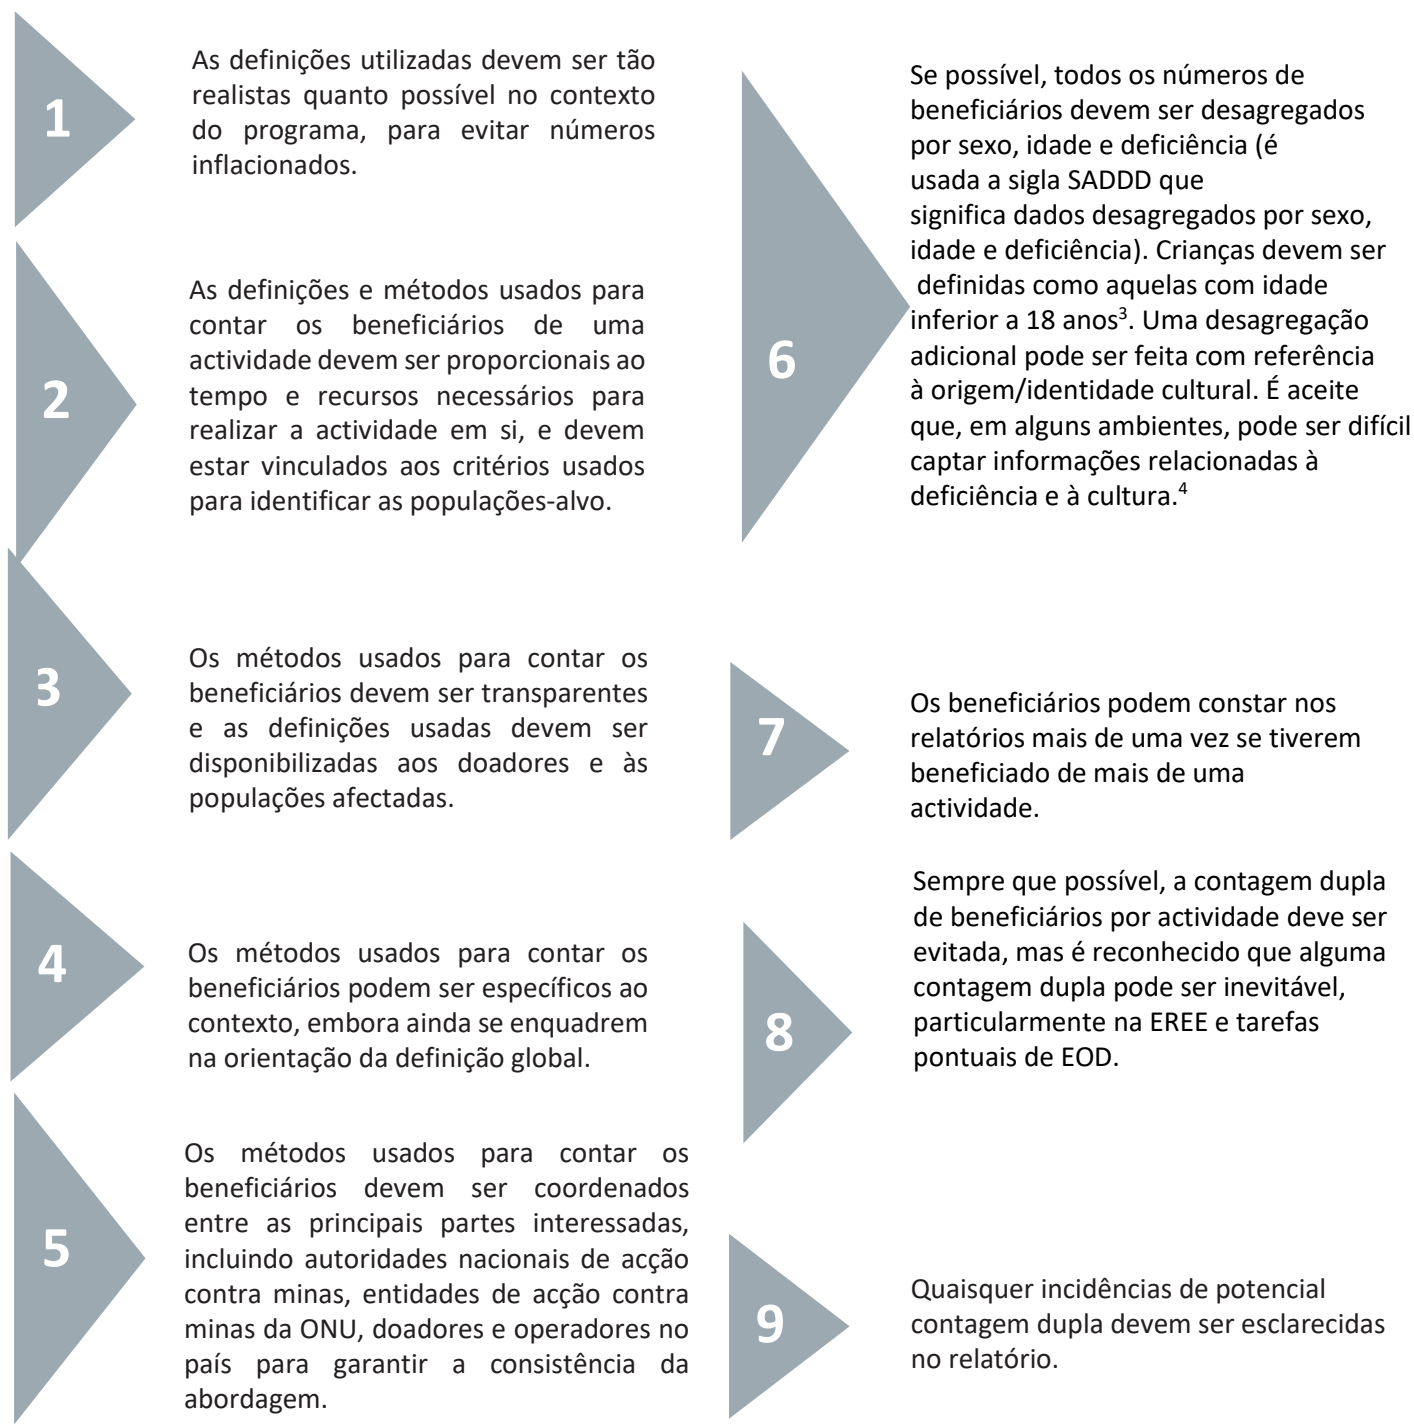 1
As definições utilizadas devem ser tão
realistas quanto possível no contexto
do programa, para evitar números
inflacionados.
2
As definições e métodos usados para
contar os beneficiários de uma
actividade devem ser proporcionais ao
tempo e recursos necessários para
realizar a actividade em si, e devem
estar vinculados aos critérios usados
para identificar as populações-alvo.
3
Os métodos usados para contar os
beneficiários devem ser transparentes
e as definições usadas devem ser
disponibilizadas aos doadores e às
populações afectadas.
4
Os métodos usados para contar os
beneficiários podem ser específicos ao
contexto, embora ainda se enquadrem
na orientação da definição global.
5
Os métodos usados para contar os
beneficiários devem ser coordenados
entre as principais partes interessadas,
incluindo autoridades nacionais de acção
contra minas, entidades de acção contra
minas da ONU, doadores e operadores no
país para garantir a consistência da
abordagem.
6
Se possível, todos os números de
beneficiários devem ser desagregados
por sexo, idade e deficiência (é
usada a sigla SADDD que
significa dados desagregados por sexo,
idade e deficiência). Crianças devem ser
definidas como aquelas com idade
inferior a 18 anos³. Uma desagregação
adicional pode ser feita com referência
à origem/identidade cultural. É aceite
que, em alguns ambientes, pode ser difícil
captar informações relacionadas à
deficiência e à cultura.⁴
7
Os beneficiários podem constar nos
relatórios mais de uma vez se tiverem
beneficiado de mais de uma
actividade.
8
Sempre que possível, a contagem dupla
de beneficiários por actividade deve ser
evitada, mas é reconhecido que alguma
contagem dupla pode ser inevitável,
particularmente na EREE e tarefas
pontuais de EOD.
9
Quaisquer incidências de potencial
contagem dupla devem ser esclarecidas
no relatório.